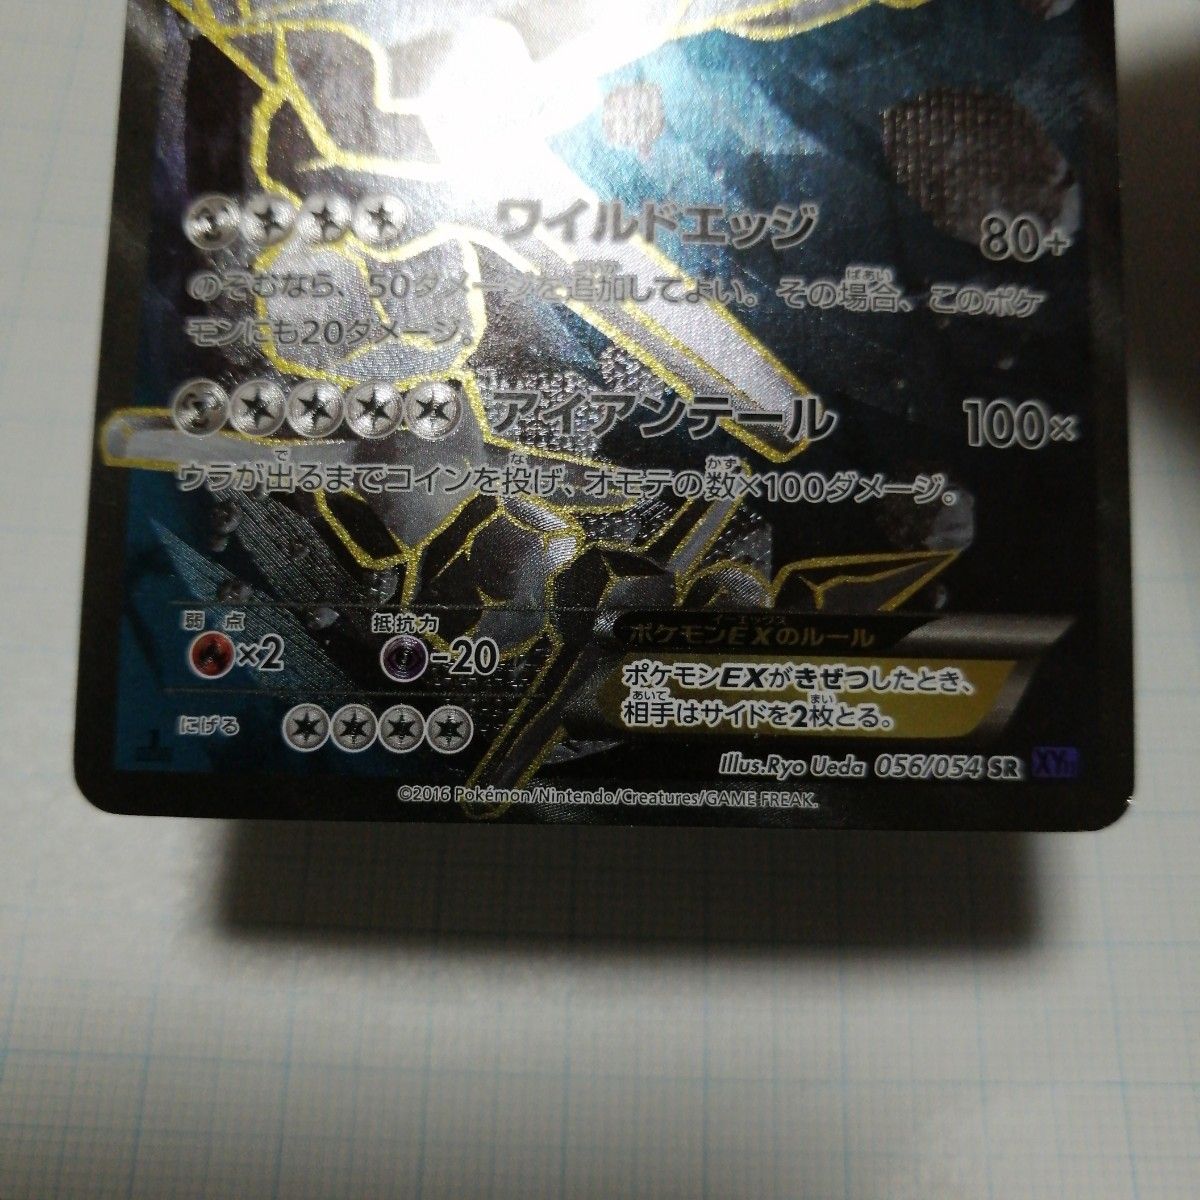 ワイルドエッジ 80+
のぞむなら、50ダメージを追加してよい。その場合、このポケ
モンにも20ダメージ。
アイアンテール 100×
ウラが出るまでコインを投げ、オモテの数×100ダメージ。
弱点 ×2 抵抗力 -20
にげる
ポケモンEXのルール
ポケモンEXがきぜつしたとき、
相手はサイドを2枚とる。
Illus.Ryo Ueda 056/054 SR XY
©2016 Pokémon/Nintendo/Creatures/GAME FREAK.